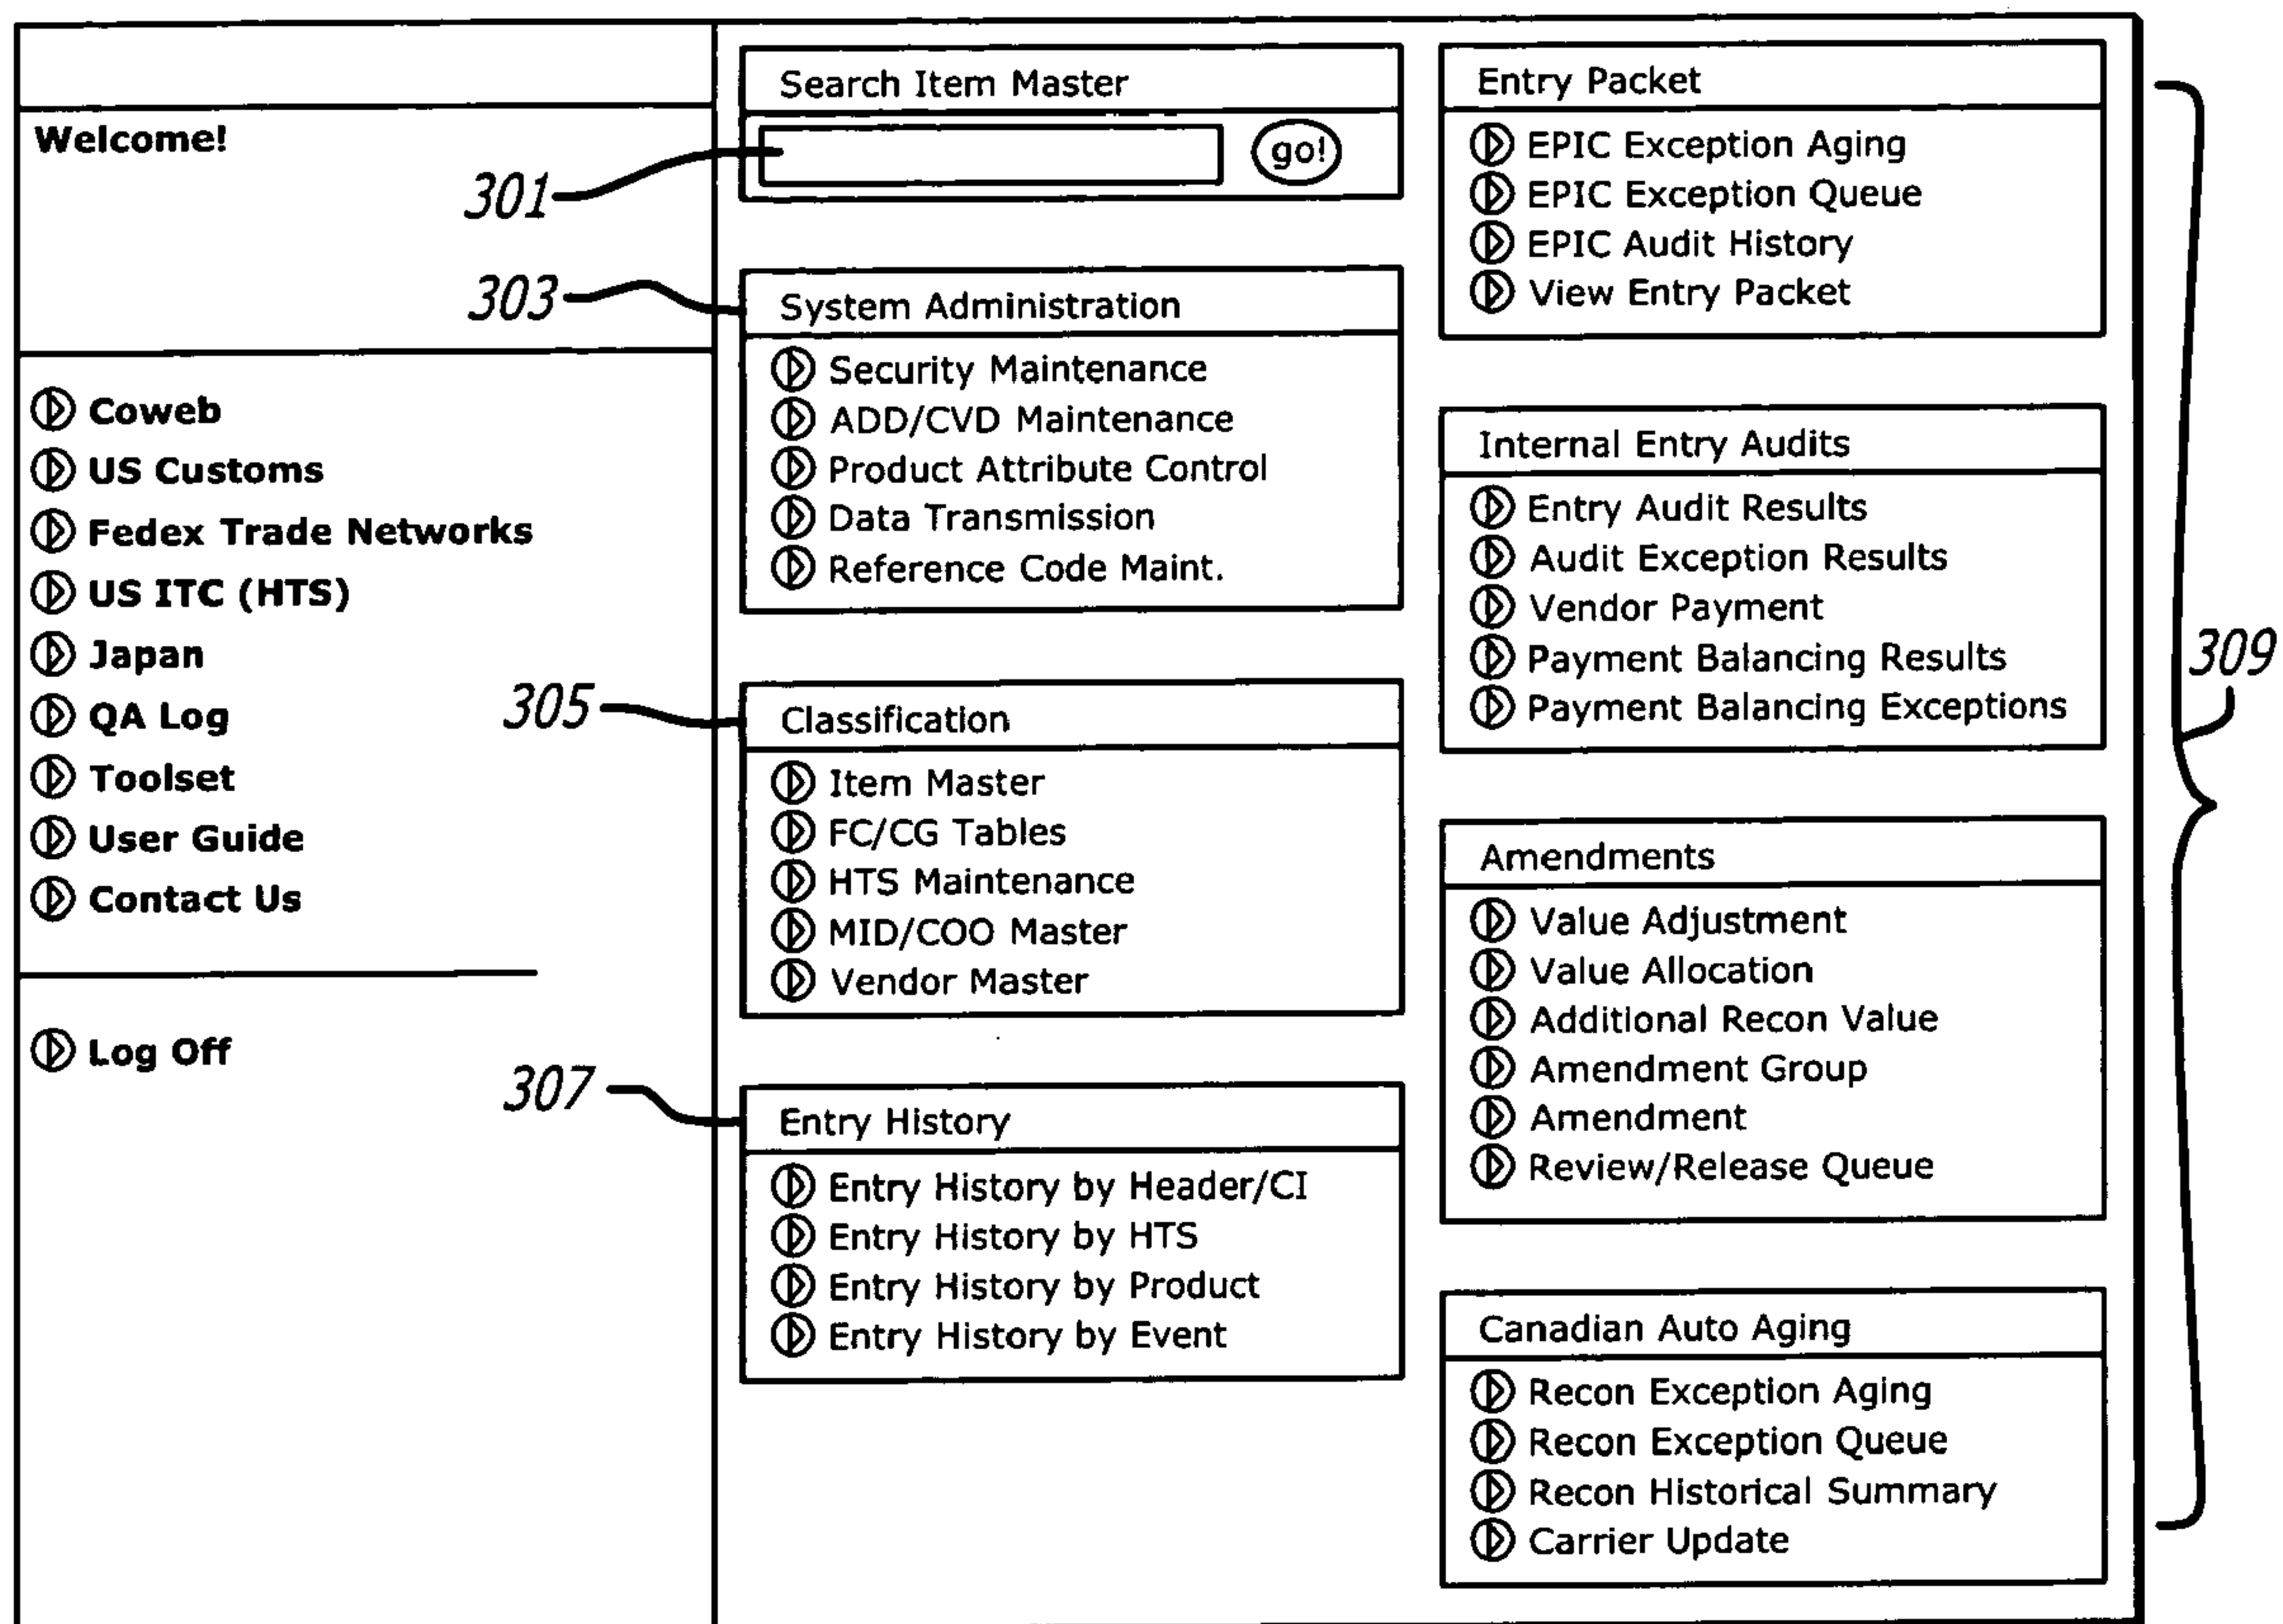 Welcome!
Coweb
US Customs
Fedex Trade Networks
US ITC (HTS)
Japan
QA Log
Toolset
User Guide
Contact Us
Log Off
301
303
305
307
Search Item Master
go!
System Administration
Security Maintenance
ADD/CVD Maintenance
Product Attribute Control
Data Transmission
Reference Code Maint.
Classification
Item Master
FC/CG Tables
HTS Maintenance
MID/COO Master
Vendor Master
Entry History
Entry History by Header/CI
Entry History by HTS
Entry History by Product
Entry History by Event
Entry Packet
EPIC Exception Aging
EPIC Exception Queue
EPIC Audit History
View Entry Packet
Internal Entry Audits
Entry Audit Results
Audit Exception Results
Vendor Payment
Payment Balancing Results
Payment Balancing Exceptions
Amendments
Value Adjustment
Value Allocation
Additional Recon Value
Amendment Group
Amendment
Review/Release Queue
Canadian Auto Aging
Recon Exception Aging
Recon Exception Queue
Recon Historical Summary
Carrier Update
309